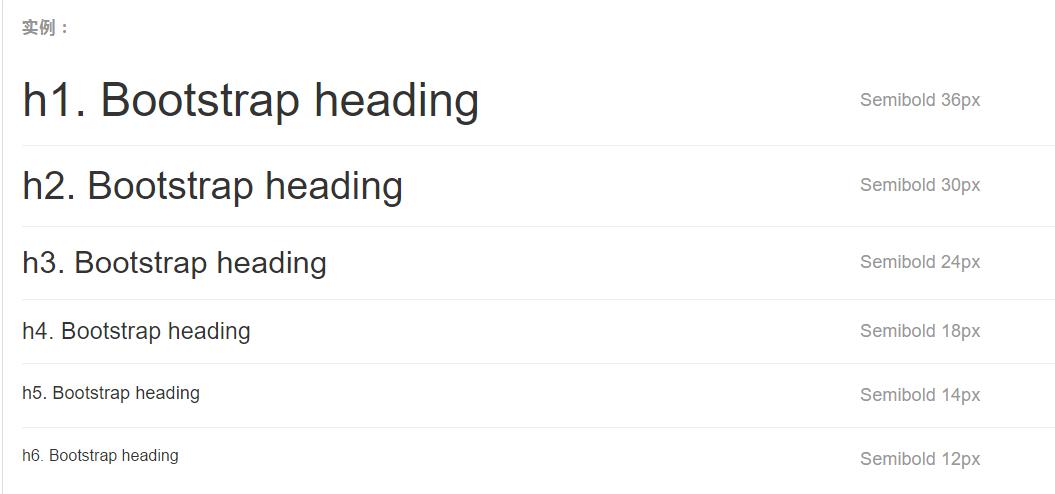 实例：
h1. Bootstrap heading Semibold 36px
h2. Bootstrap heading Semibold 30px
h3. Bootstrap heading Semibold 24px
h4. Bootstrap heading Semibold 18px
h5. Bootstrap heading Semibold 14px
h6. Bootstrap heading Semibold 12px